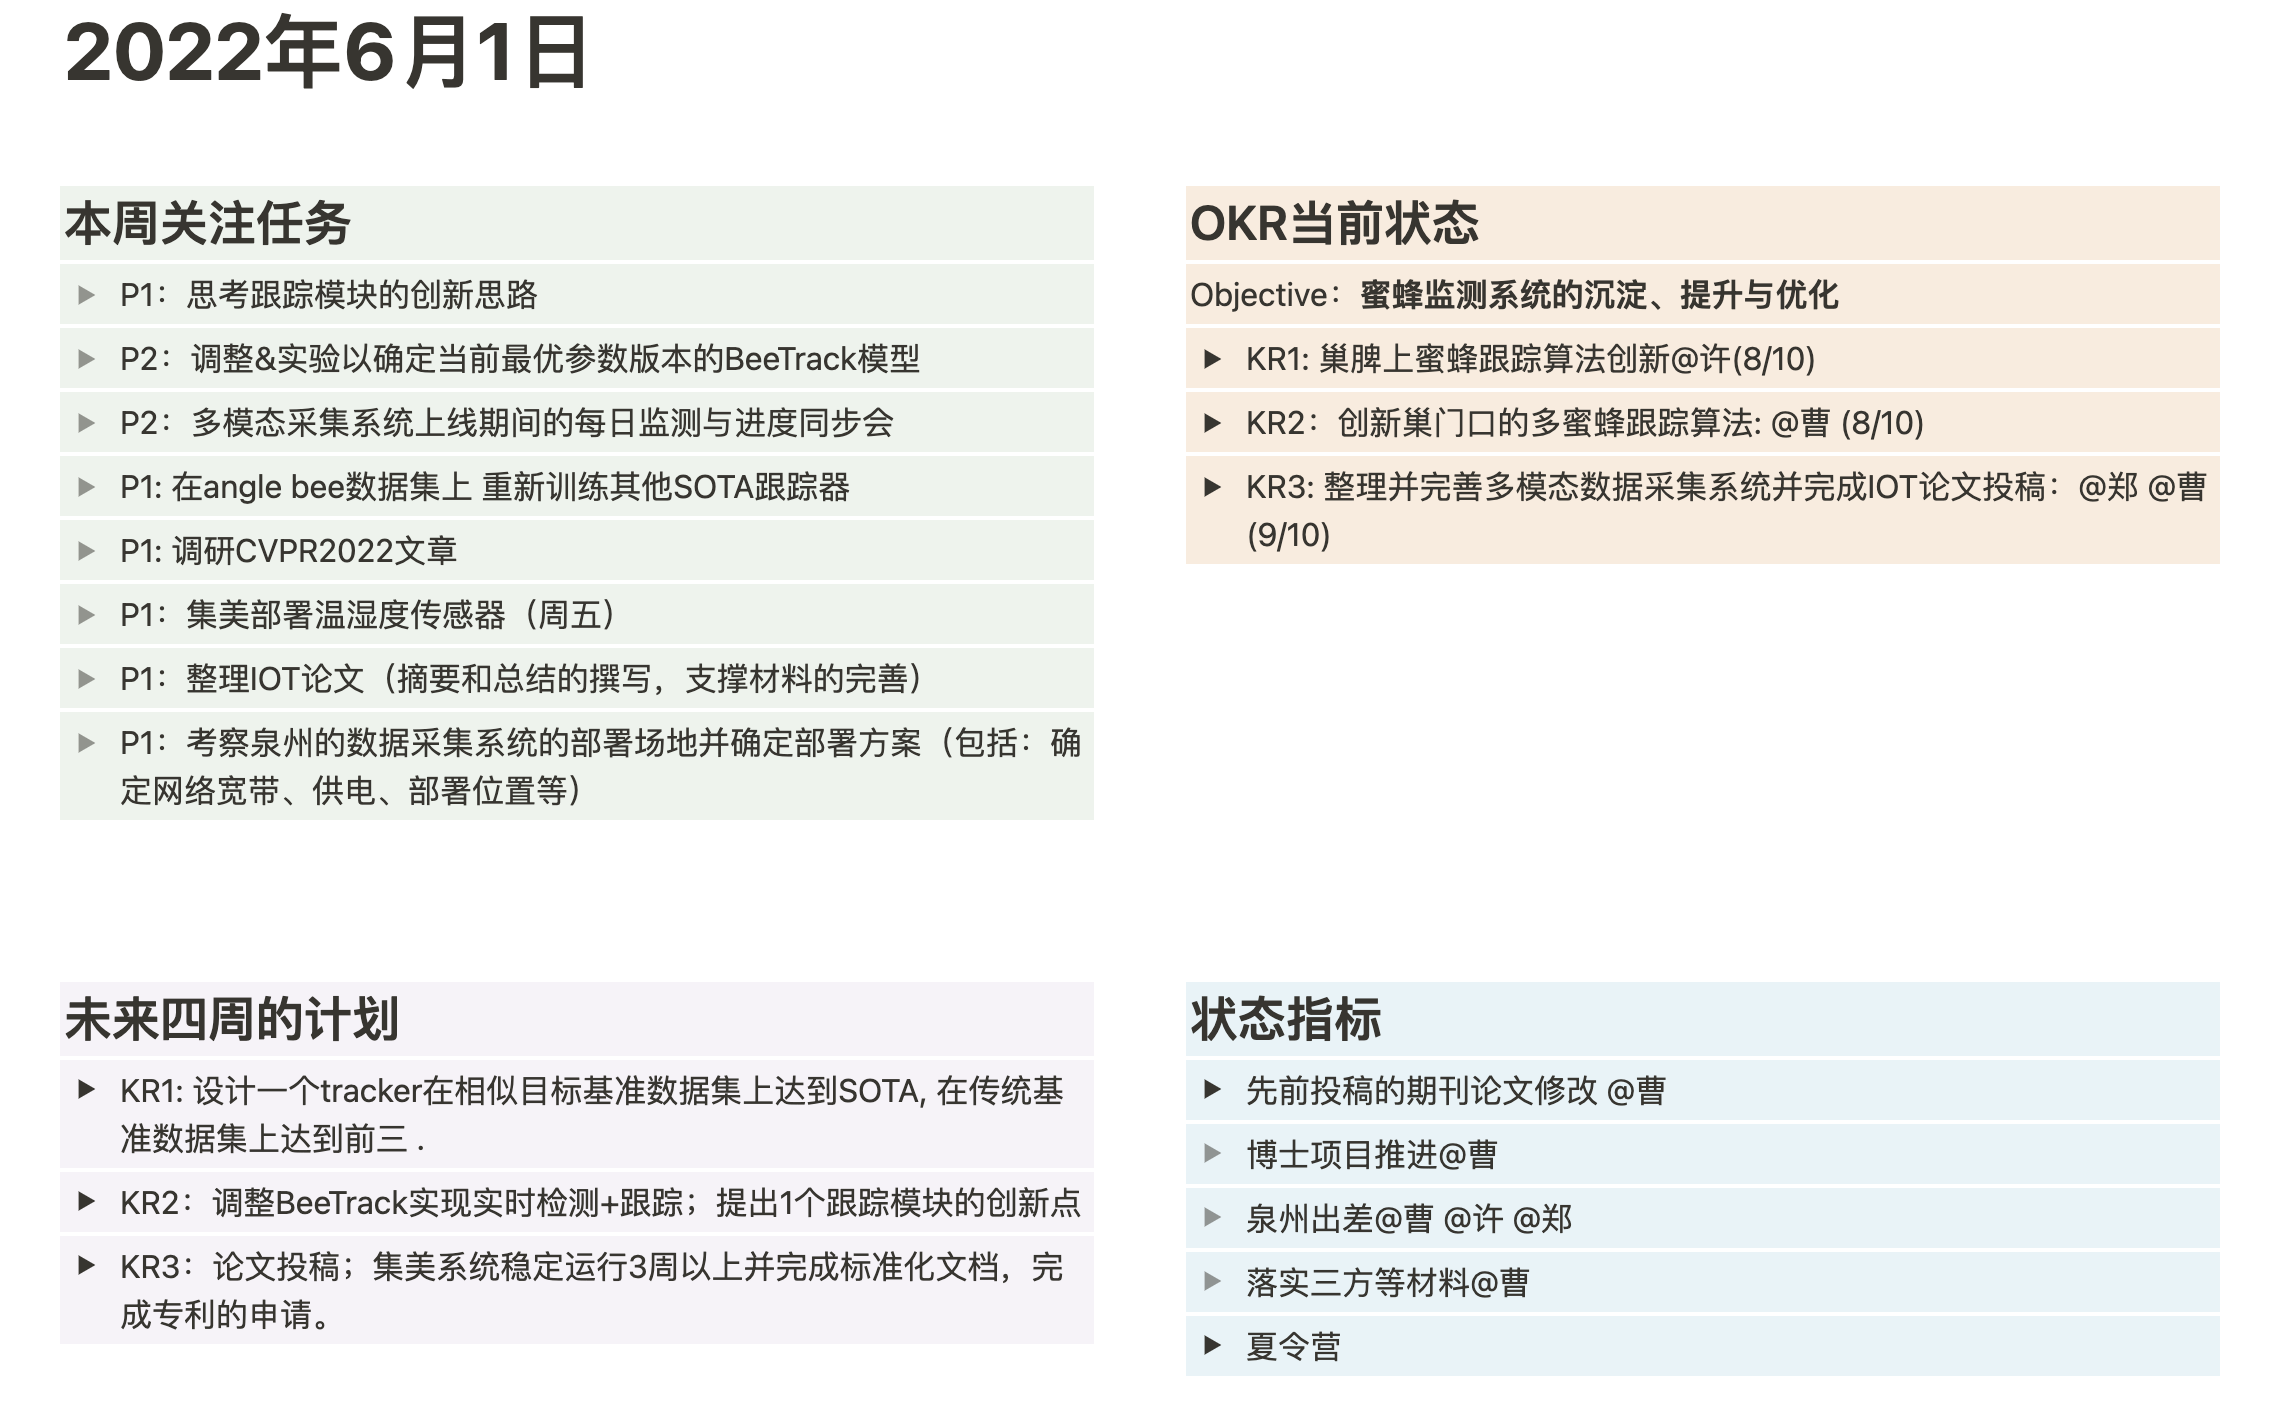 2022年6月1日
本周关注任务
P1：思考跟踪模块的创新思路
P2：调整&实验以确定当前最优参数版本的BeeTrack模型
P2：多模态采集系统上线期间的每日监测与进度同步会
P1: 在angle bee数据集上 重新训练其他SOTA跟踪器
P1: 调研CVPR2022文章
P1：集美部署温湿度传感器（周五）
P1：整理IOT论文（摘要和总结的撰写，支撑材料的完善）
P1：考察泉州的数据采集系统的部署场地并确定部署方案（包括：确
定网络宽带、供电、部署位置等）
OKR当前状态
Objective：蜜蜂监测系统的沉淀、提升与优化
KR1: 巢脾上蜜蜂跟踪算法创新@许(8/10)
KR2：创新巢门口的多蜜蜂跟踪算法: @曹 (8/10)
KR3: 整理并完善多模态数据采集系统并完成IOT论文投稿：@郑 @曹
(9/10)
未来四周的计划
KR1: 设计一个tracker在相似目标基准数据集上达到SOTA, 在传统基
准数据集上达到前三 .
KR2：调整BeeTrack实现实时检测+跟踪；提出1个跟踪模块的创新点
KR3：论文投稿；集美系统稳定运行3周以上并完成标准化文档，完
成专利的申请。
状态指标
先前投稿的期刊论文修改 @曹
博士项目推进@曹
泉州出差@曹 @许 @郑
落实三方等材料@曹
夏令营